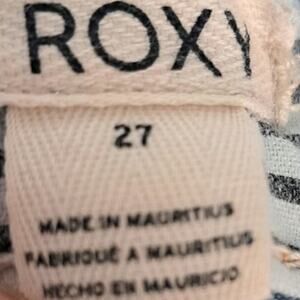 ROXY
27
MADE IN MAURITIUS
FABRIQUÉ A MAURITIUS
HECHO EN MAURICIO